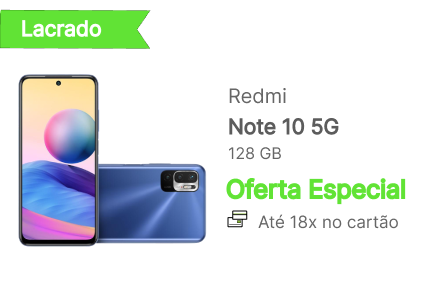 Lacrado
Redmi
Note 10 5G
128 GB
Oferta Especial
Até 18x no cartão